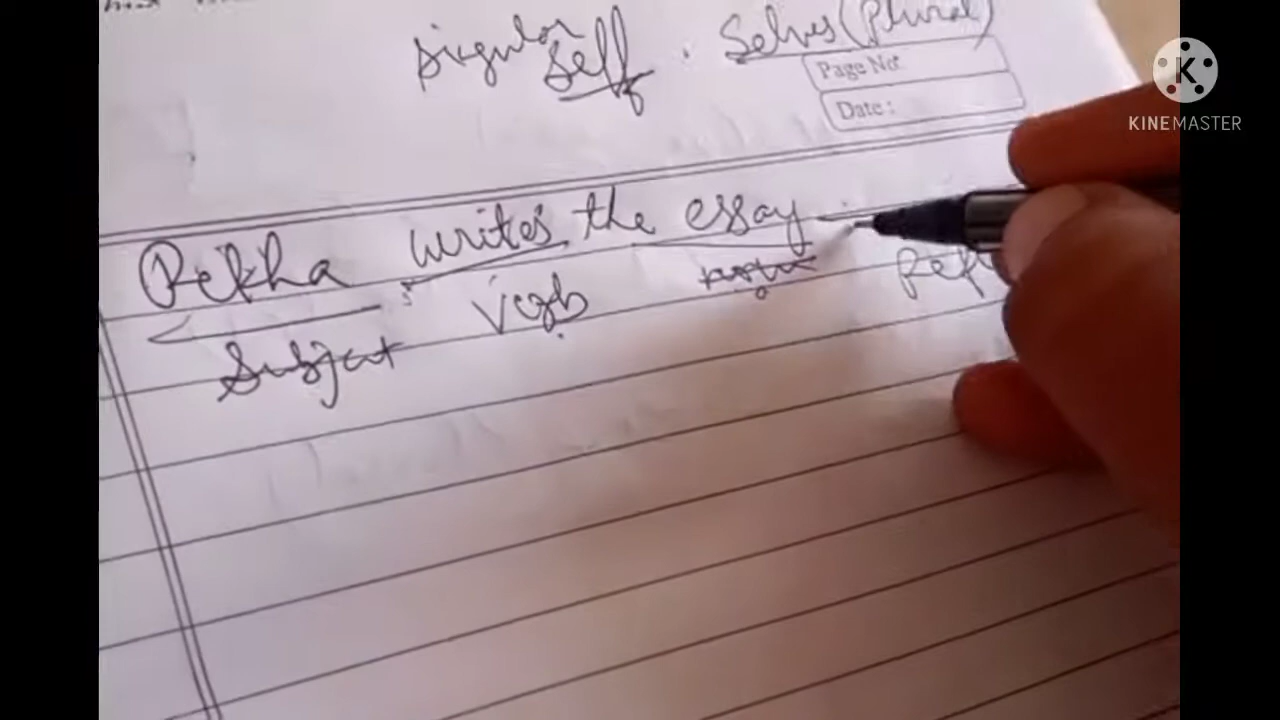 singular
Self . Selves (Plural)
Page No.
Date :
Rekha writes the essay
Verb
Subject
KINEMASTER